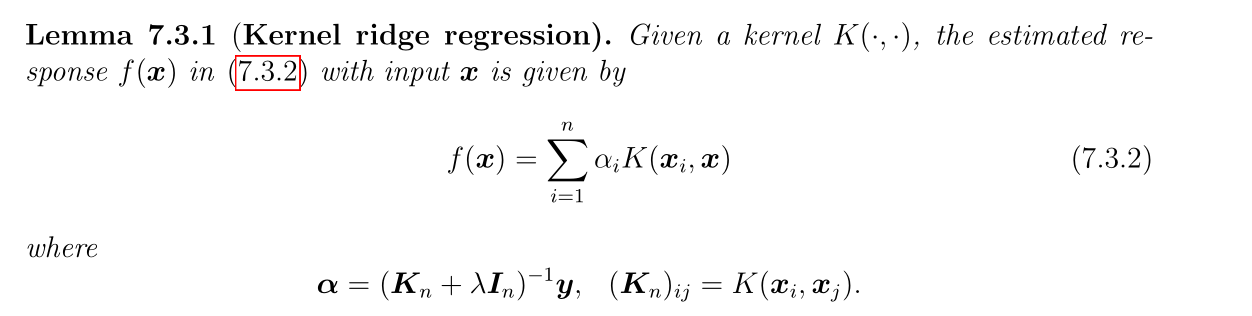 Lemma 7.3.1 (Kernel ridge regression). Given a kernel K(·,·), the estimated re-
sponse f(x) in (7.3.2) with input x is given by
f(x) = ∑_{i=1}^{n} α_i K(x_i, x) (7.3.2)
where
α = (K_n + λI_n)^{-1} y, (K_n)_{ij} = K(x_i, x_j).